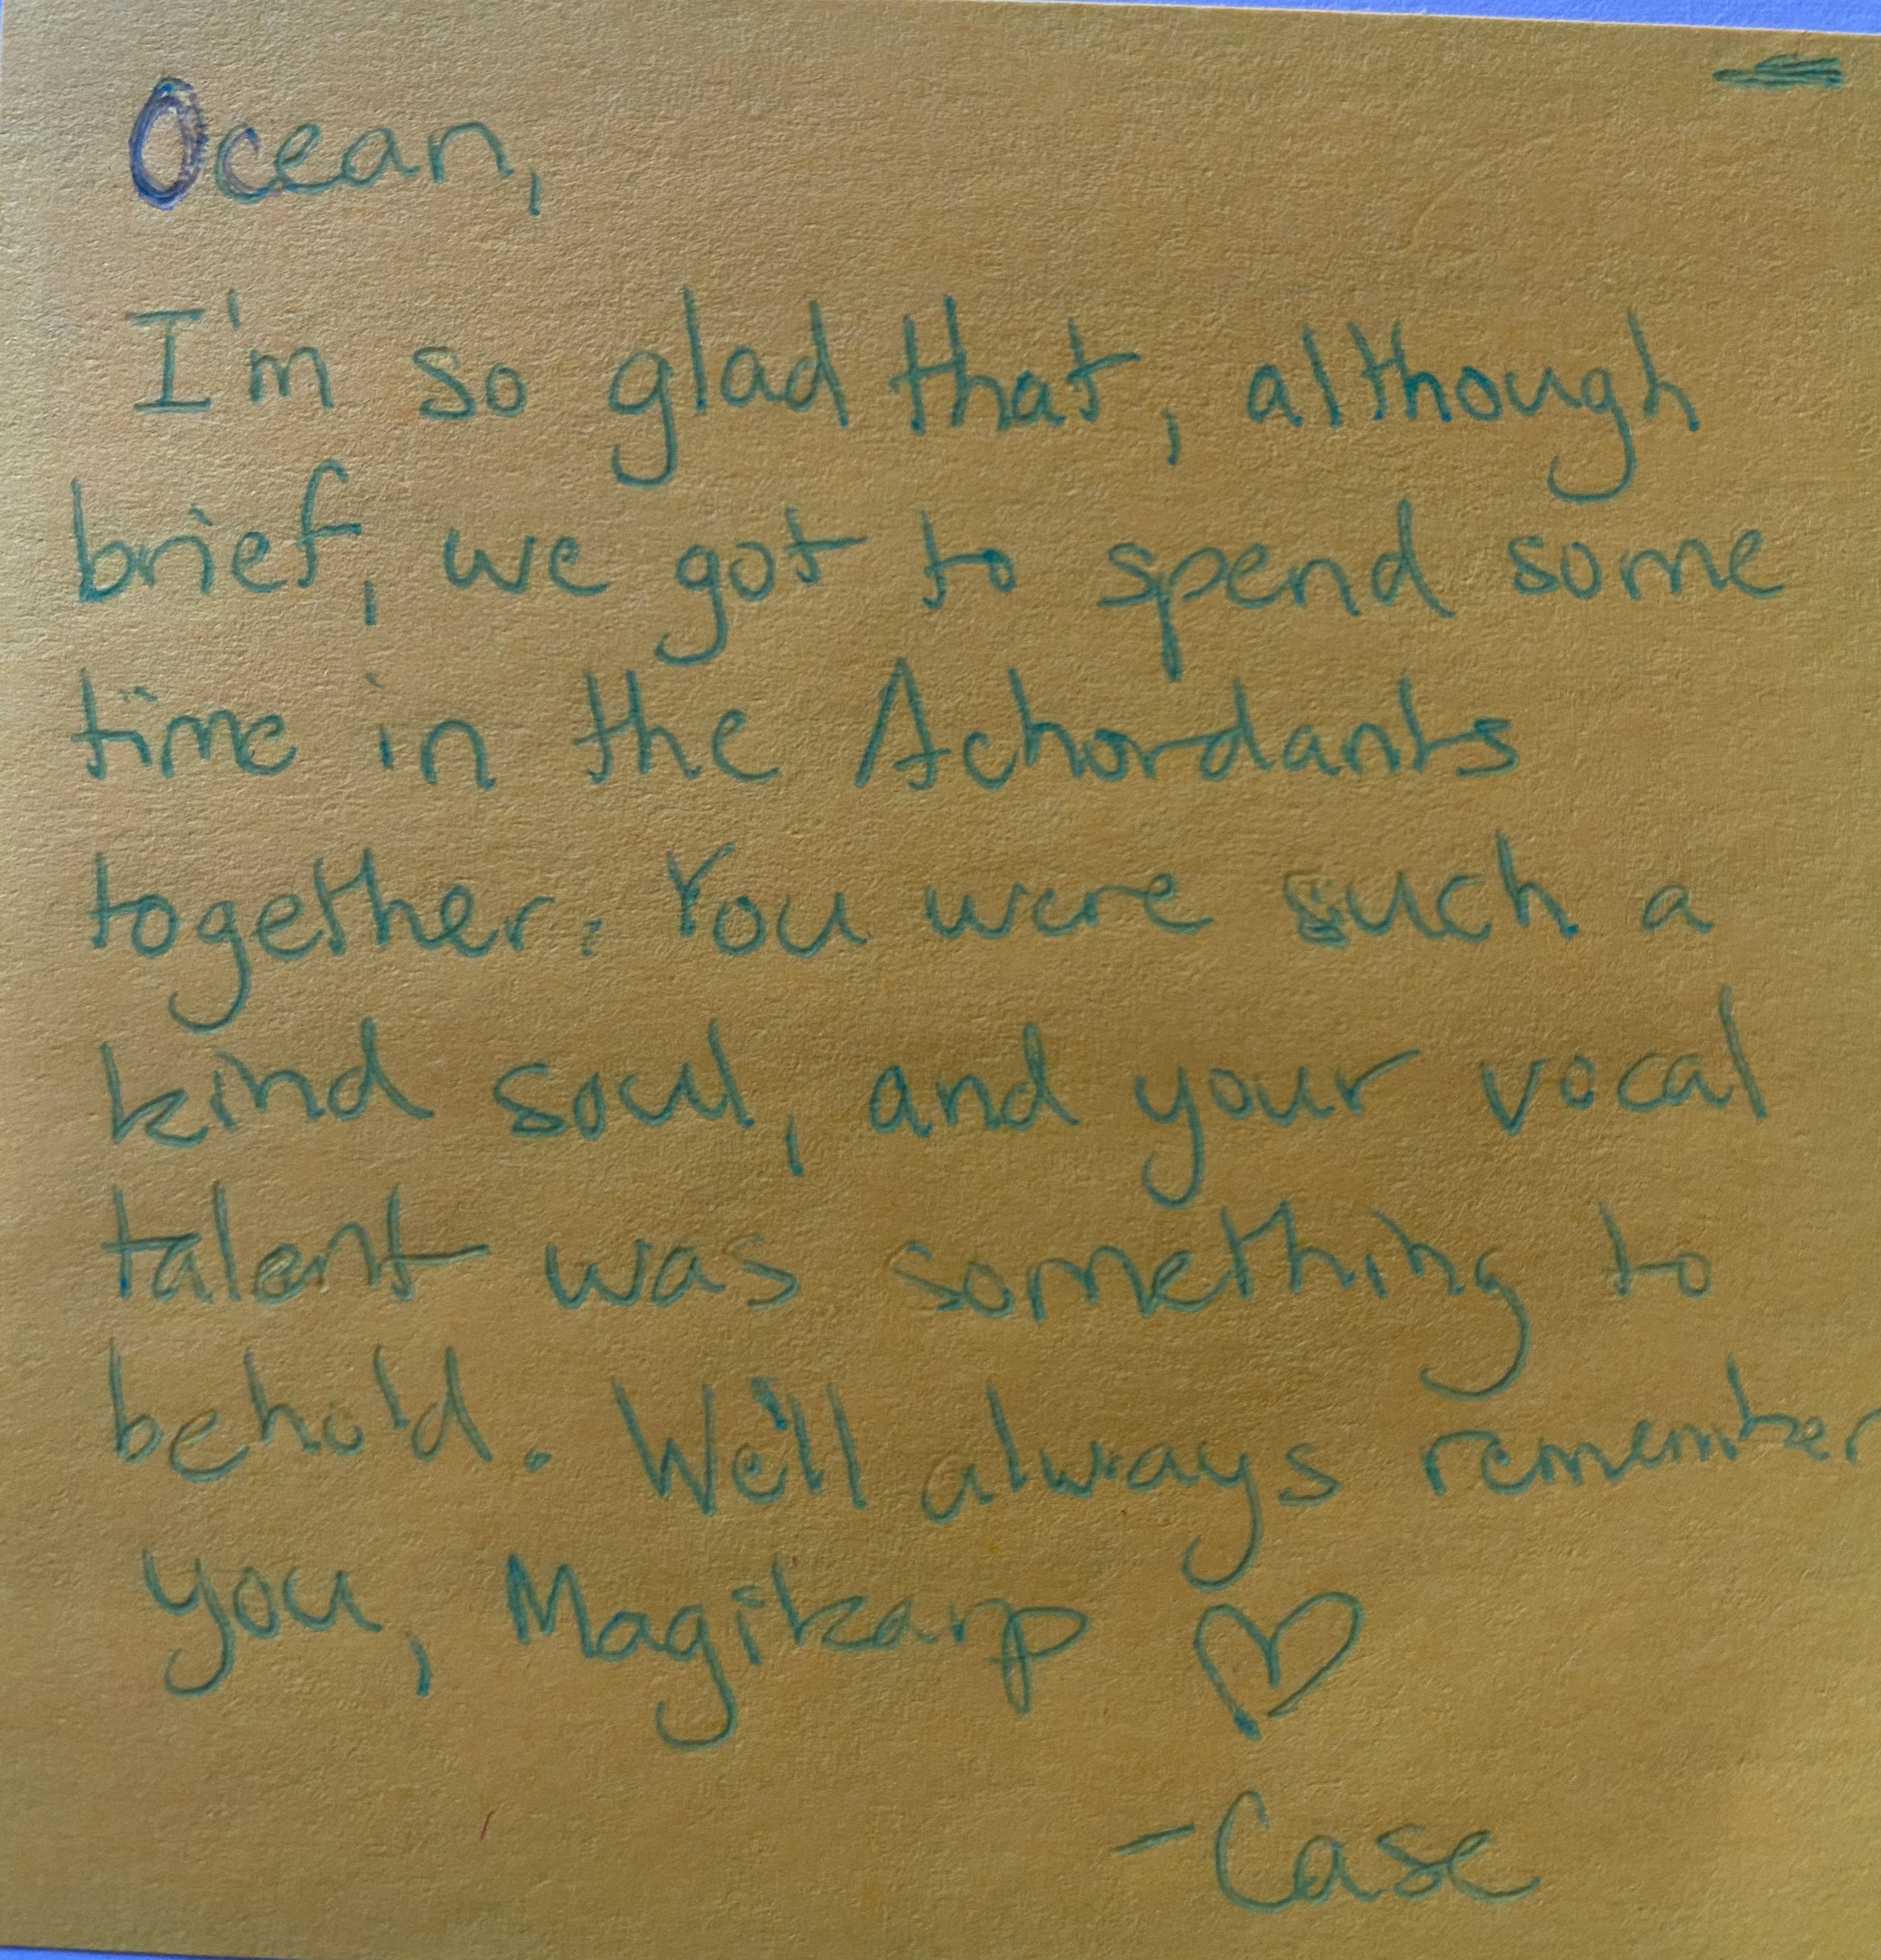 Ocean,
I'm so glad that, although
brief, we got to spend some
time in the Achordants
together. You were such a
kind soul, and your vocal
talent was something to
behold. We'll always remember
you, Magikarp ♡
-Case